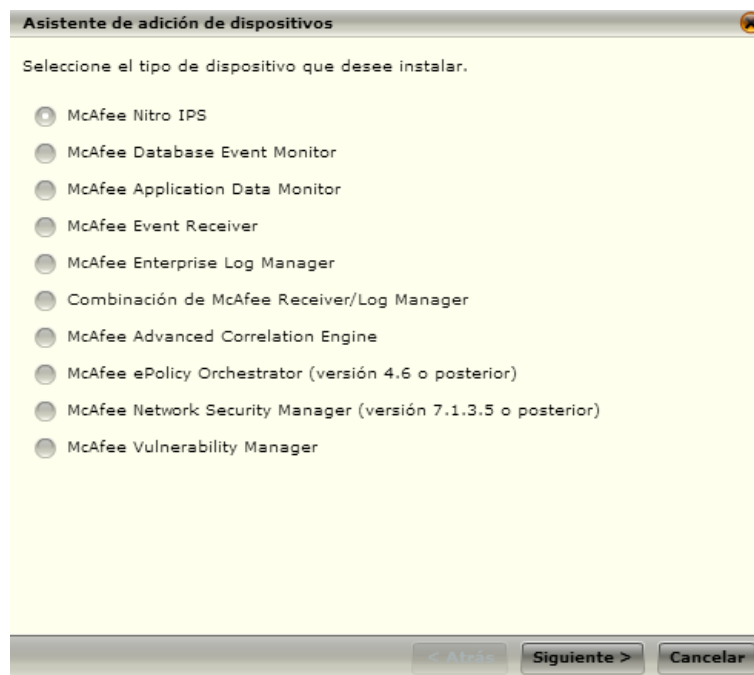 Asistente de adición de dispositivos
Seleccione el tipo de dispositivo que desee instalar.
McAfee Nitro IPS
McAfee Database Event Monitor
McAfee Application Data Monitor
McAfee Event Receiver
McAfee Enterprise Log Manager
Combinación de McAfee Receiver/Log Manager
McAfee Advanced Correlation Engine
McAfee ePolicy Orchestrator (versión 4.6 o posterior)
McAfee Network Security Manager (versión 7.1.3.5 o posterior)
McAfee Vulnerability Manager
< Atrás Siguiente > Cancelar